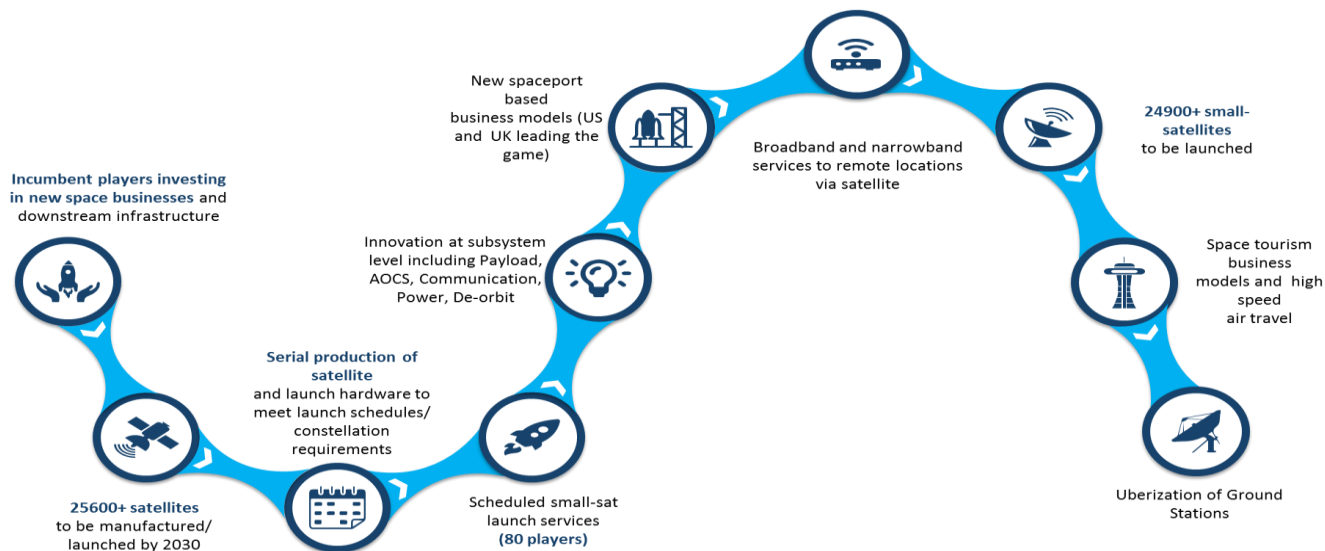 Incumbent players investing
in new space businesses and
downstream infrastructure
25600+ satellites
to be manufactured/
launched by 2030
Serial production of
satellite
and launch hardware to
meet launch schedules/
constellation
requirements
Scheduled small-sat
launch services
(80 players)
Innovation at subsystem
level including Payload,
AOCS, Communication,
Power, De-orbit
New spaceport
based
business models (US
and UK leading the
game)
Broadband and narrowband
services to remote locations
via satellite
24900+ small-
satellites
to be launched
Space tourism
business
models and high
speed
air travel
Uberization of Ground
Stations